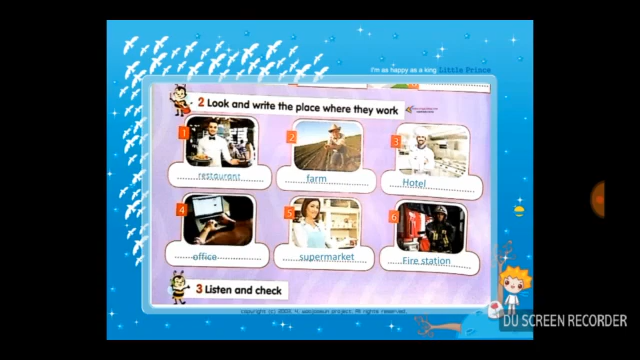 I'm as happy as a king Little Prince
2 Look and write the place where they work
1
2
3
restaurant
farm
Hotel
4
5
6
office
supermarket
Fire station
3 Listen and check
DU SCREEN RECORDER